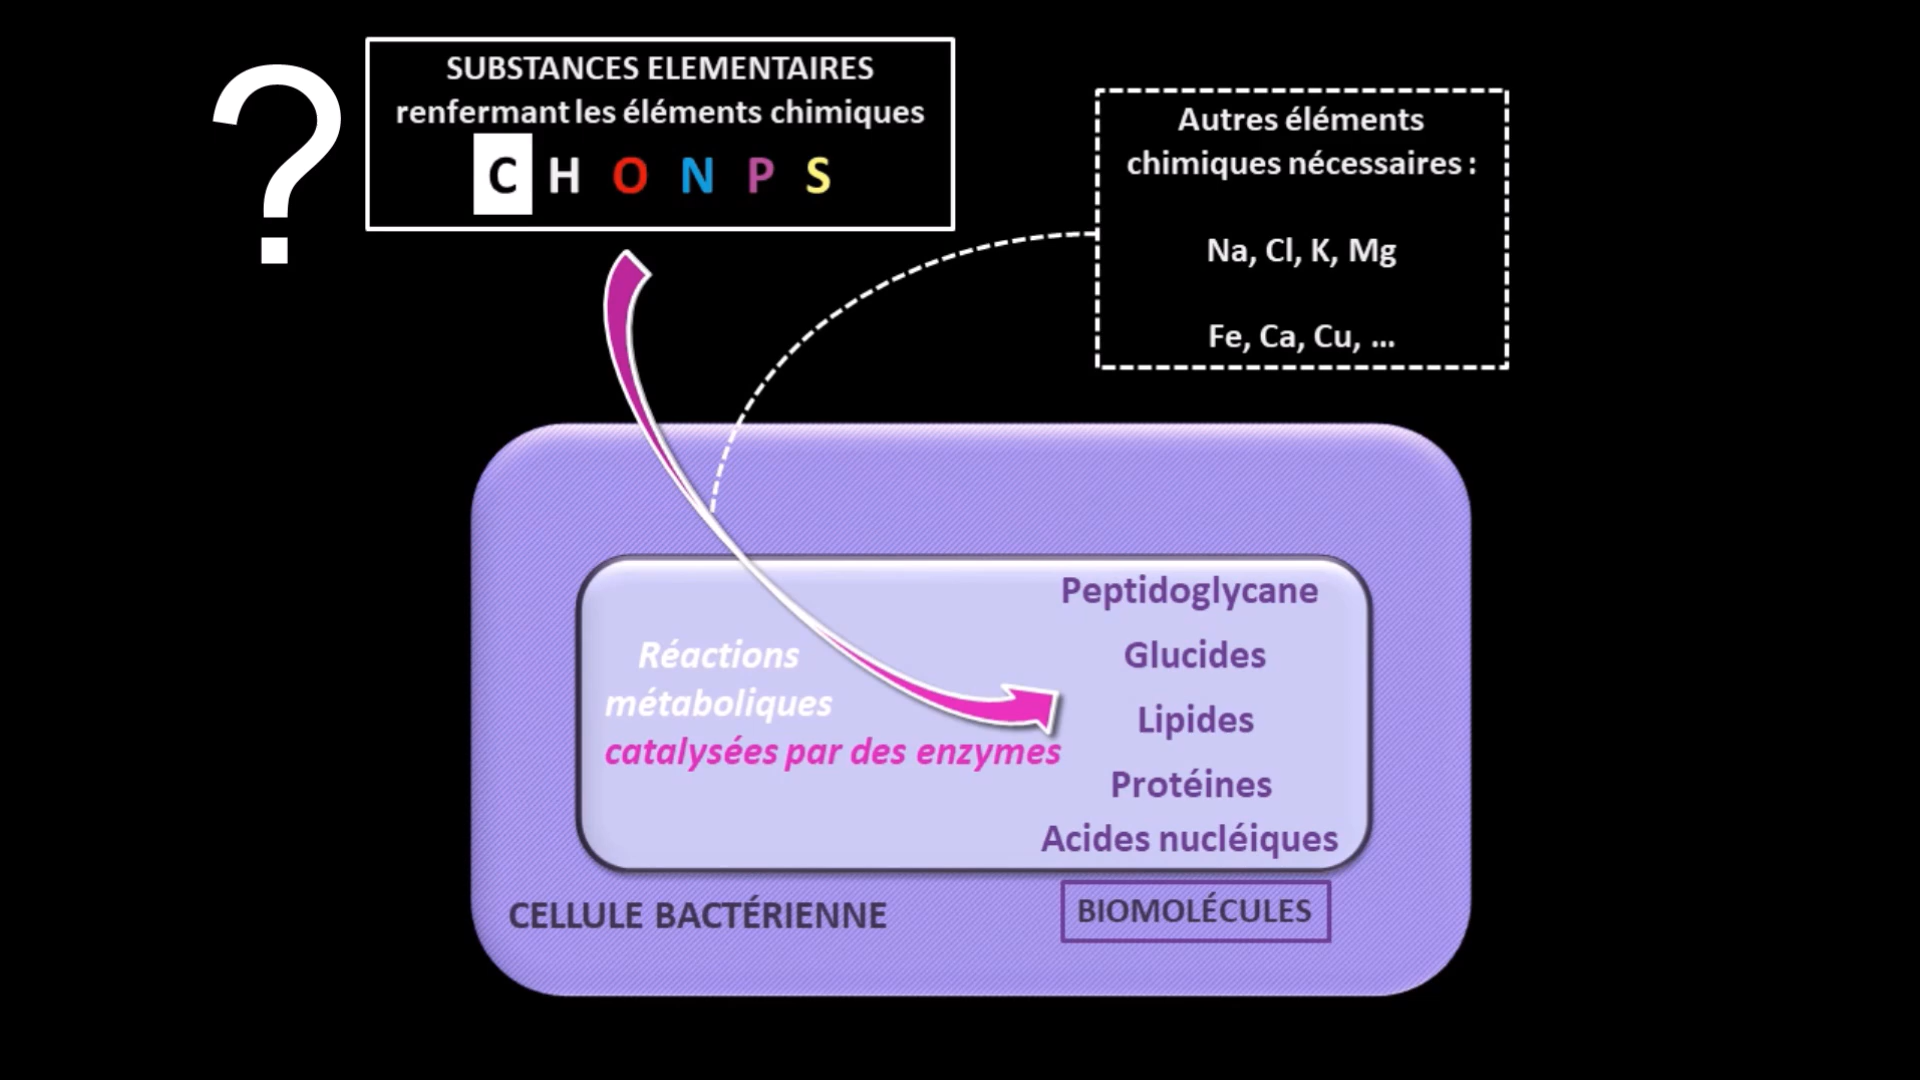 ?
SUBSTANCES ELEMENTAIRES
renfermant les éléments chimiques
C H O N P S
Autres éléments
chimiques nécessaires :
Na, Cl, K, Mg
Fe, Ca, Cu, ...
Réactions
métaboliques
catalysées par des enzymes
Peptidoglycane
Glucides
Lipides
Protéines
Acides nucléiques
CELLULE BACTÉRIENNE
BIOMOLÉCULES